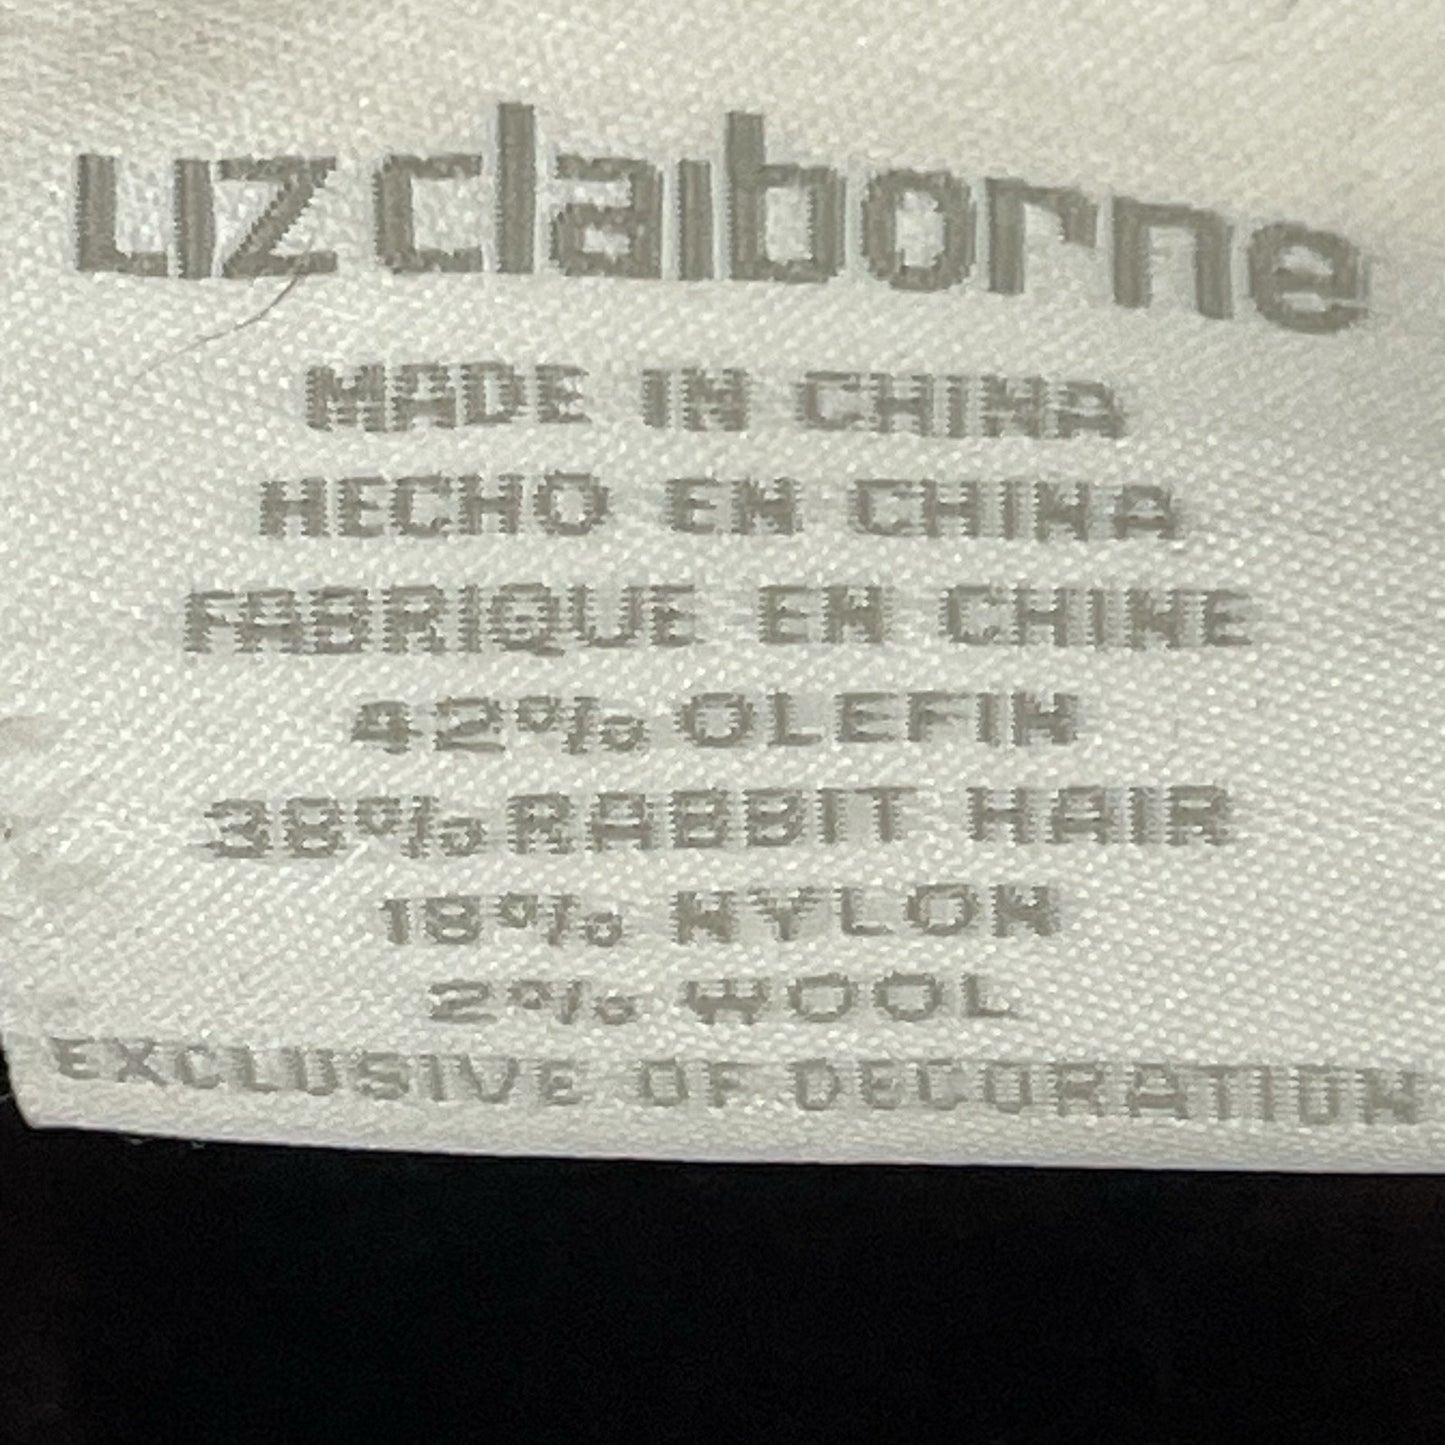 LIZ claiborne
MADE IN CHINA
HECHO EN CHINA
FABRIQUE EN CHINE
42% OLEFIN
38% RABBIT HAIR
18% NYLON
2% WOOL
EXCLUSIVE OF DECORATION